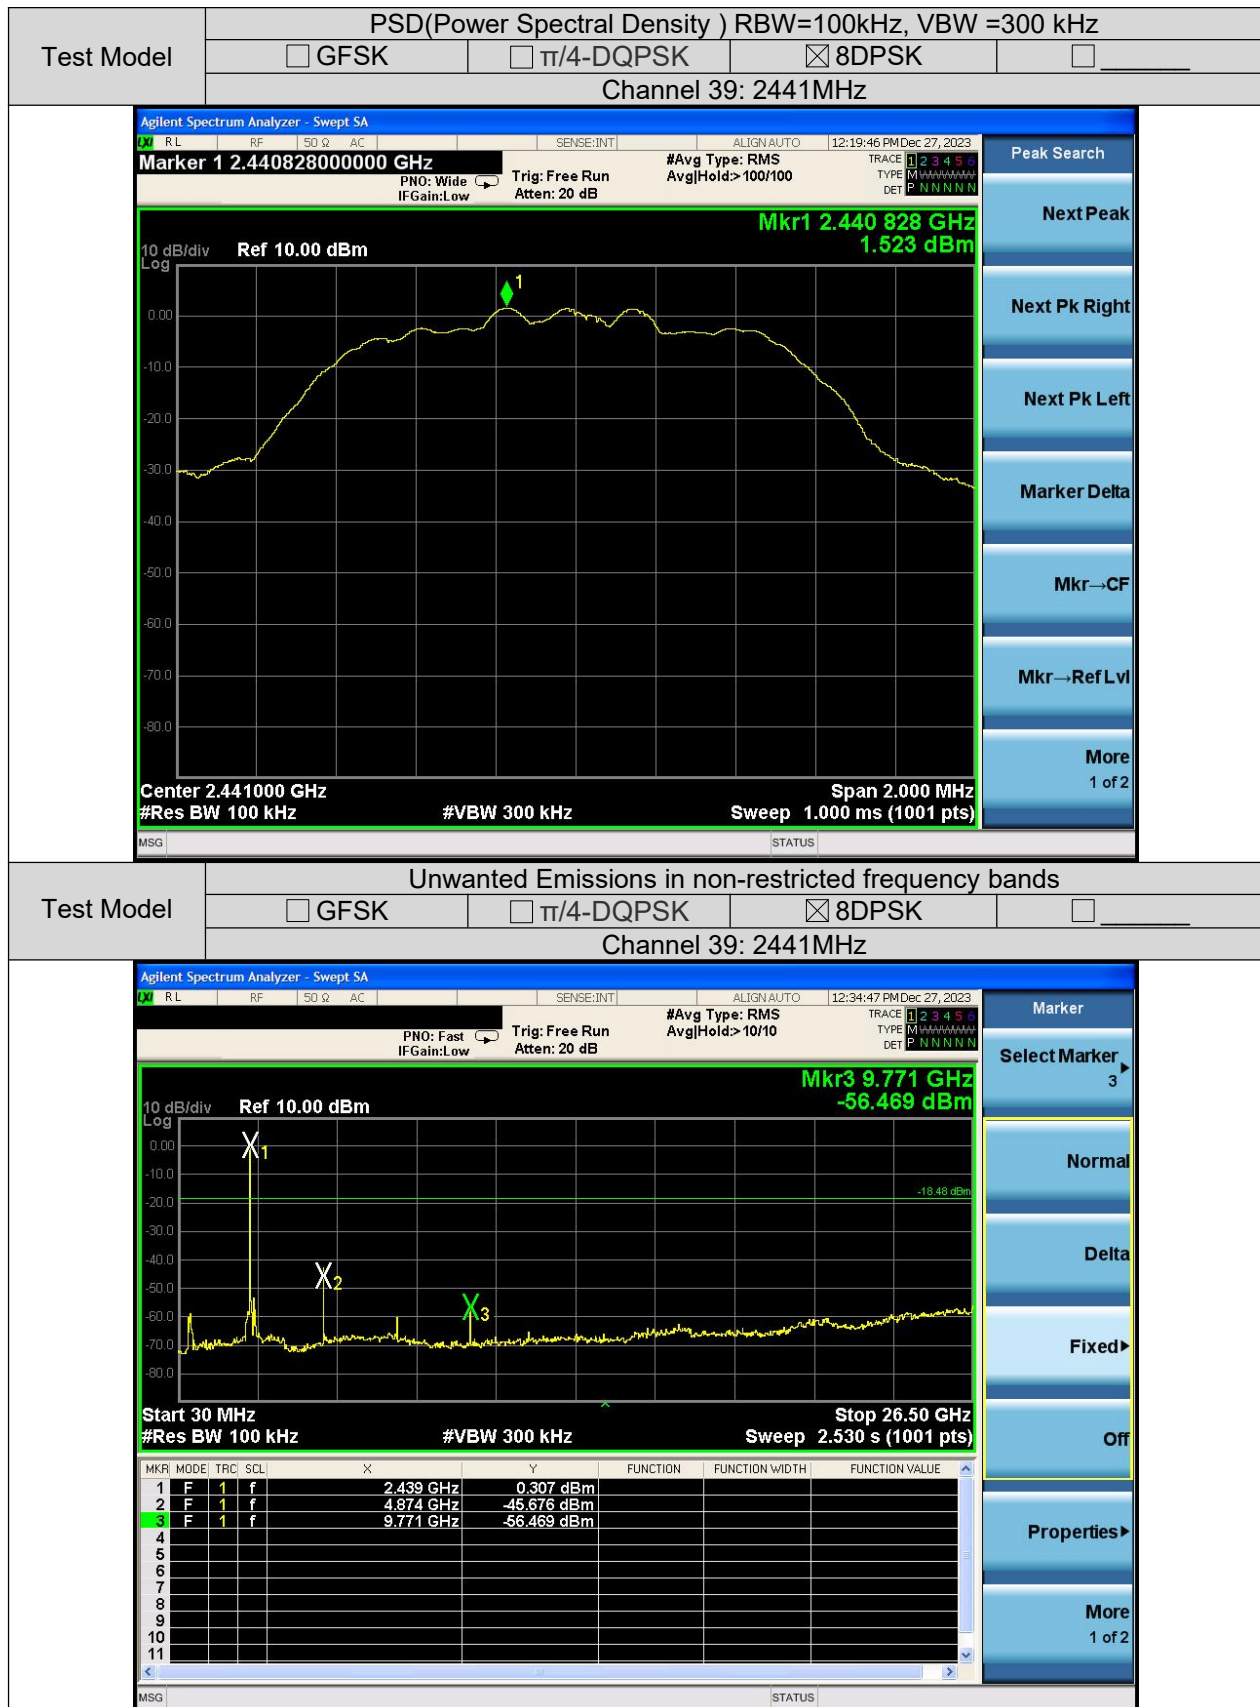 PSD(Power Spectral Density ) RBW=100kHz, VBW =300 kHz
Test Model
☐ GFSK ☐ π/4-DQPSK ☒ 8DPSK ☐ ______
Channel 39: 2441MHz
Agilent Spectrum Analyzer - Swept SA
LXI RL RF 50 Ω AC SENSE:INT ALIGN AUTO 12:19:46 PM Dec 27, 2023
Marker 1 2.440828000000 GHz
PNO: Wide
IFGain:Low
Trig: Free Run
Atten: 20 dB
#Avg Type: RMS
Avg|Hold:>100/100
TRACE 1 2 3 4 5 6
TYPE M
DET P N N N N N
Mkr1 2.440 828 GHz
1.523 dBm
10 dB/div Ref 10.00 dBm
Log
1
0.00
-10.0
-20.0
-30.0
-40.0
-50.0
-60.0
-70.0
-80.0
Center 2.441000 GHz Span 2.000 MHz
#Res BW 100 kHz #VBW 300 kHz Sweep 1.000 ms (1001 pts)
MSG STATUS
Peak Search
Next Peak
Next Pk Right
Next Pk Left
Marker Delta
Mkr→CF
Mkr→Ref Lvl
More
1 of 2
Unwanted Emissions in non-restricted frequency bands
Test Model
☐ GFSK ☐ π/4-DQPSK ☒ 8DPSK ☐ ______
Channel 39: 2441MHz
Agilent Spectrum Analyzer - Swept SA
LXI RL RF 50 Ω AC SENSE:INT ALIGN AUTO 12:34:47 PM Dec 27, 2023
PNO: Fast
IFGain:Low
Trig: Free Run
Atten: 20 dB
#Avg Type: RMS
Avg|Hold:>10/10
TRACE 1 2 3 4 5 6
TYPE M
DET P N N N N N
Mkr3 9.771 GHz
-56.469 dBm
10 dB/div Ref 10.00 dBm
Log
0.00
-10.0
-20.0
-30.0
-40.0
-50.0
-60.0
-70.0
-80.0
1
-18.48 dBm
2
3
Start 30 MHz Stop 26.50 GHz
#Res BW 100 kHz #VBW 300 kHz Sweep 2.530 s (1001 pts)
MKR MODE TRC SCL X Y FUNCTION FUNCTION WIDTH FUNCTION VALUE
1 F 1 f 2.439 GHz 0.307 dBm
2 F 1 f 4.874 GHz -45.676 dBm
3 F 1 f 9.771 GHz -56.469 dBm
4
5
6
7
8
9
10
11
MSG STATUS
Marker
Select Marker
3
Normal
Delta
Fixed
Off
Properties
More
1 of 2